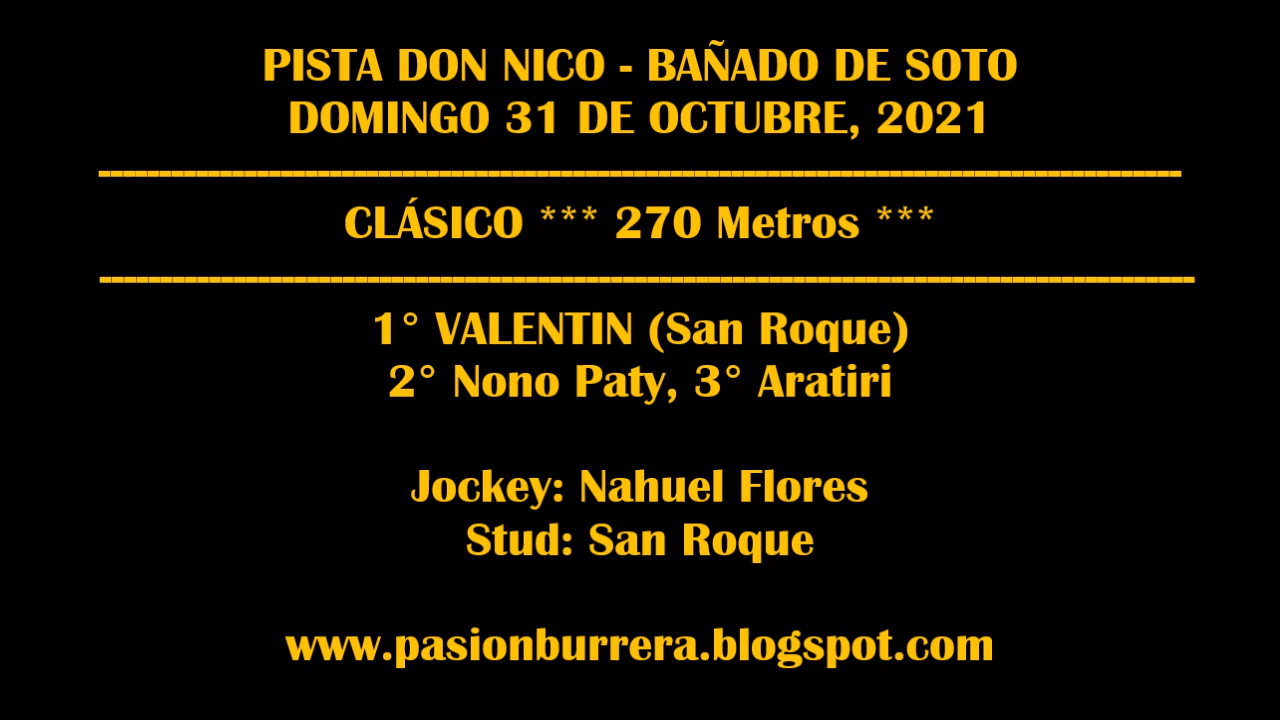 PISTA DON NICO - BAÑADO DE SOTO
DOMINGO 31 DE OCTUBRE, 2021
CLÁSICO *** 270 Metros ***
1° VALENTIN (San Roque)
2° Nono Paty, 3° Aratiri
Jockey: Nahuel Flores
Stud: San Roque
www.pasionburrera.blogspot.com